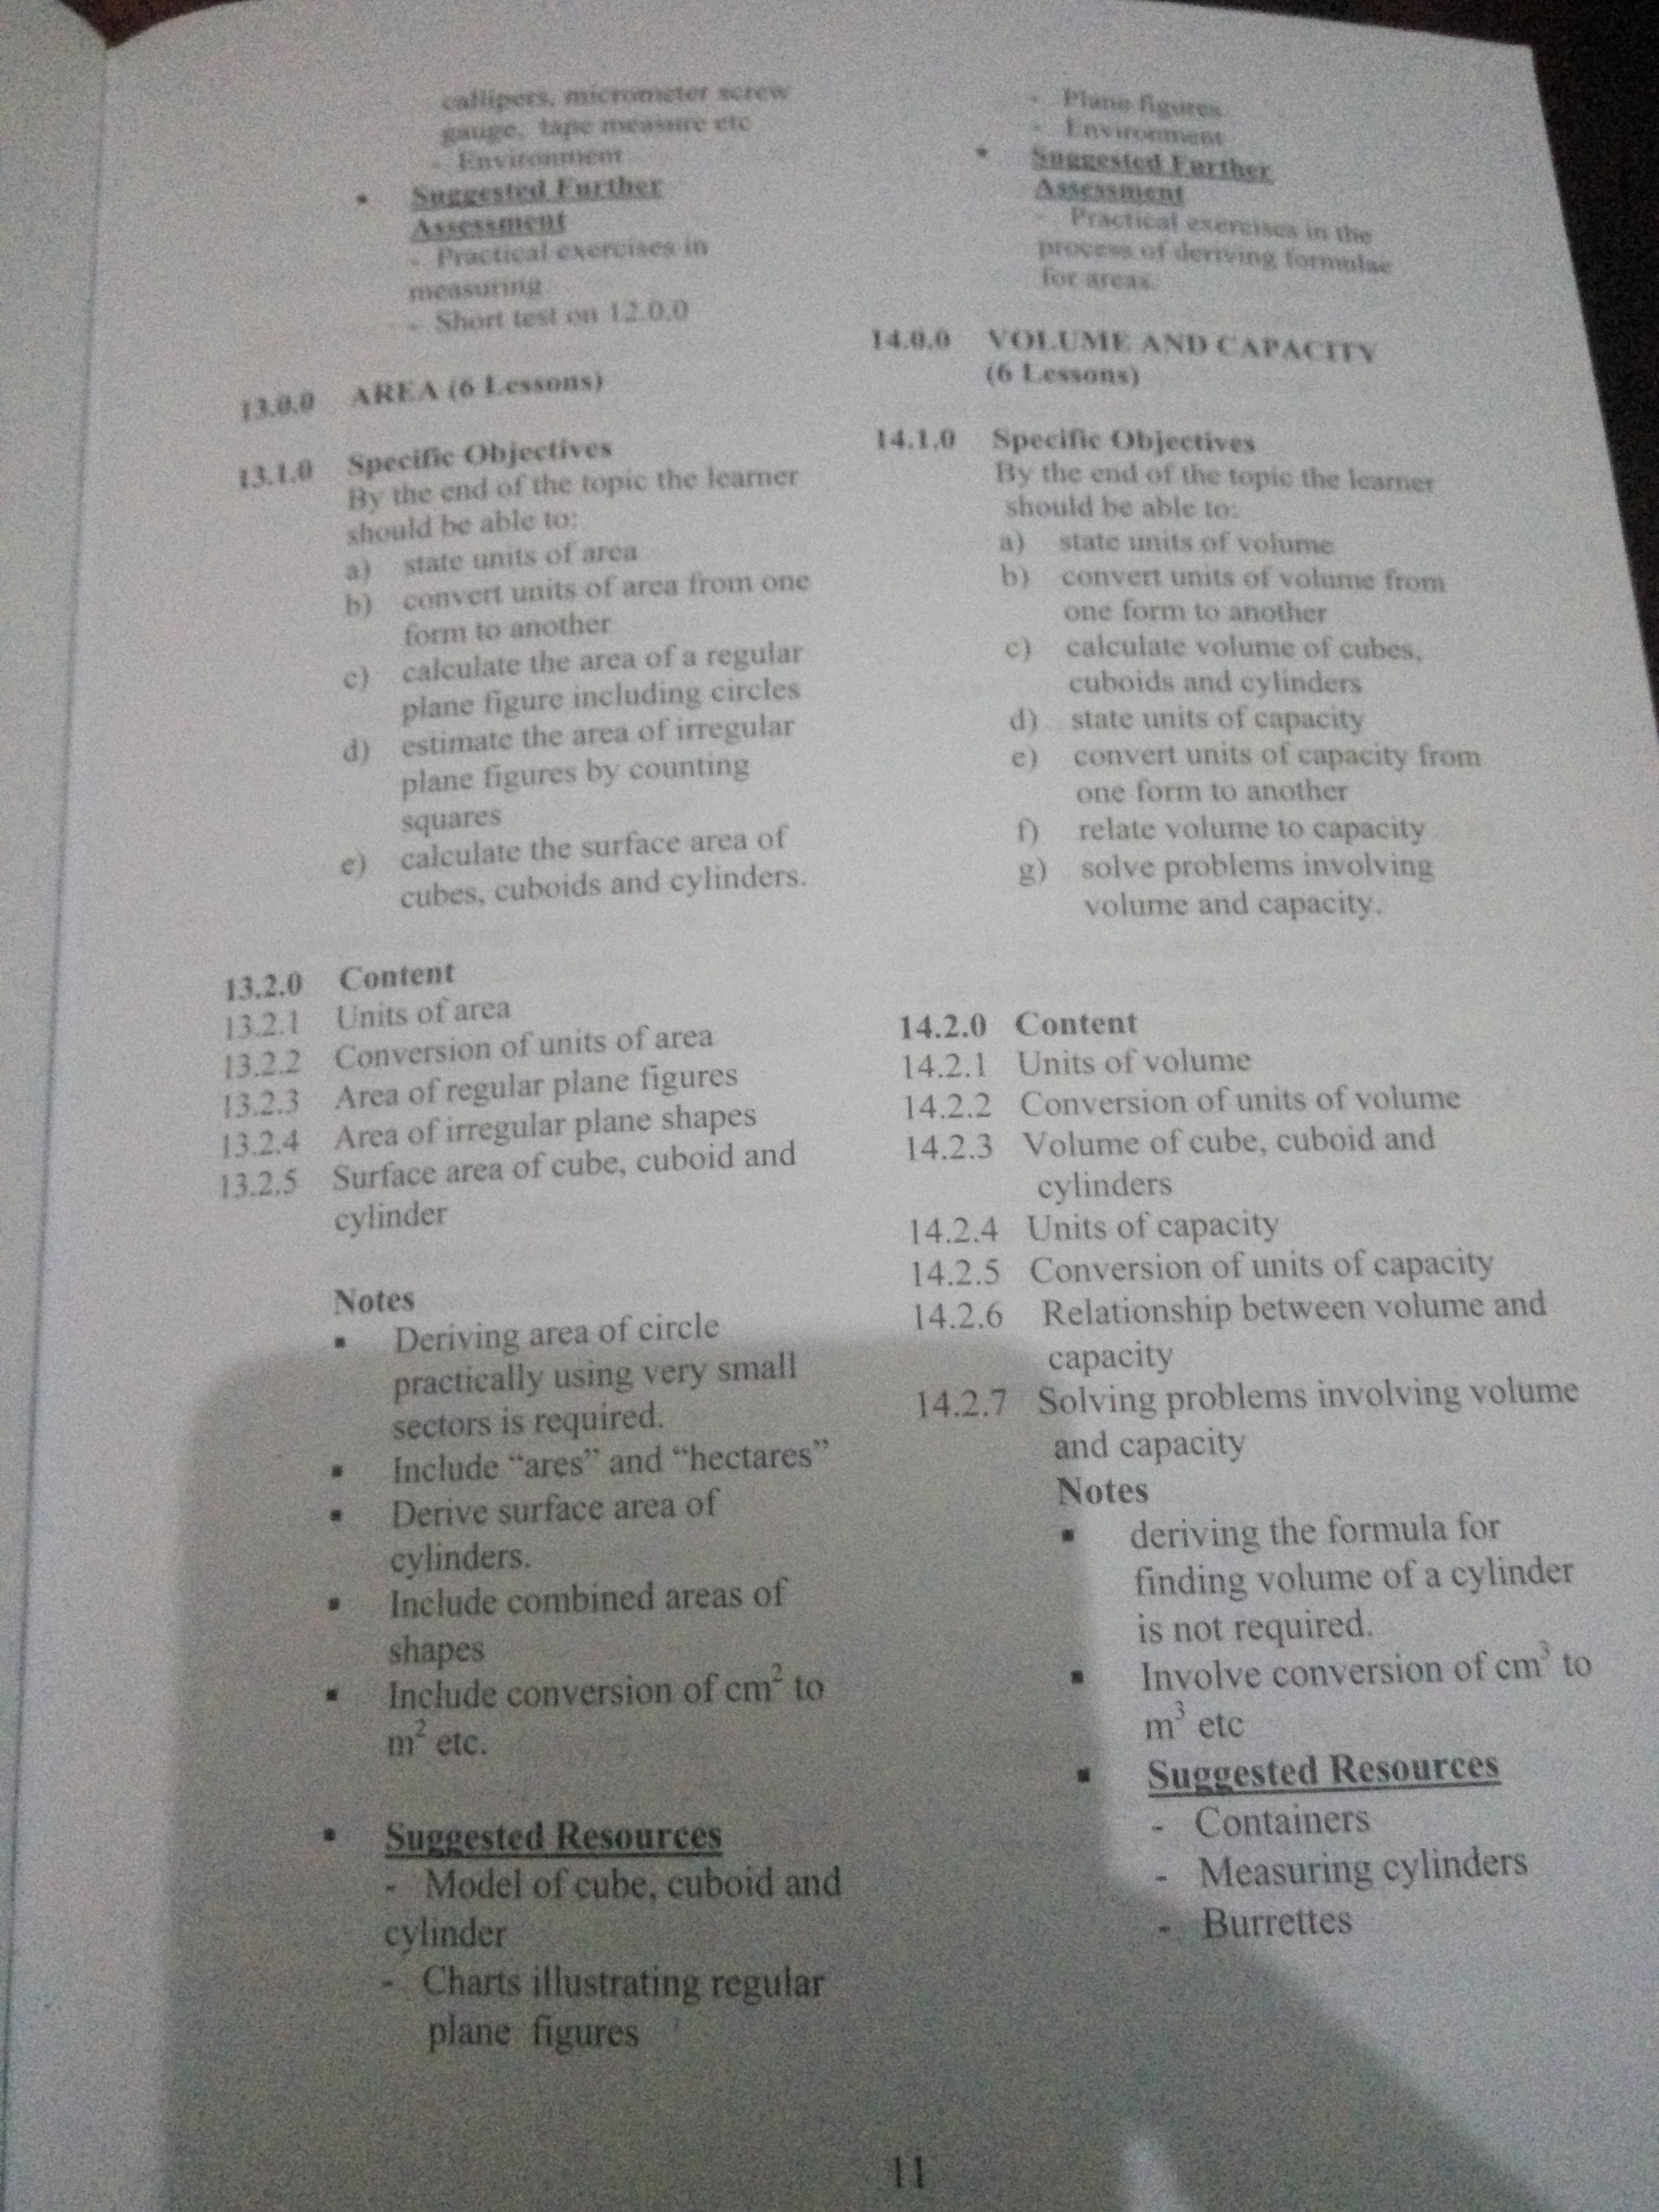 callipers, micrometer screw
gauge, tape measure etc
- Environment
▪ Suggested Further
Assessment
- Practical exercises in
measuring
- Short test on 12.0.0
13.0.0 AREA (6 Lessons)
13.1.0 Specific Objectives
By the end of the topic the learner
should be able to:
a) state units of area
b) convert units of area from one
form to another
c) calculate the area of a regular
plane figure including circles
d) estimate the area of irregular
plane figures by counting
squares
e) calculate the surface area of
cubes, cuboids and cylinders.
13.2.0 Content
13.2.1 Units of area
13.2.2 Conversion of units of area
13.2.3 Area of regular plane figures
13.2.4 Area of irregular plane shapes
13.2.5 Surface area of cube, cuboid and
cylinder
Notes
▪ Deriving area of circle
practically using very small
sectors is required.
▪ Include “ares” and “hectares”
▪ Derive surface area of
cylinders.
▪ Include combined areas of
shapes
▪ Include conversion of cm² to
m² etc.
▪ Suggested Resources
- Model of cube, cuboid and
cylinder
- Charts illustrating regular
plane figures
- Plane figures
- Environment
▪ Suggested Further
Assessment
- Practical exercises in the
process of deriving formulae
for areas.
14.0.0 VOLUME AND CAPACITY
(6 Lessons)
14.1.0 Specific Objectives
By the end of the topic the learner
should be able to:
a) state units of volume
b) convert units of volume from
one form to another
c) calculate volume of cubes,
cuboids and cylinders
d) state units of capacity
e) convert units of capacity from
one form to another
f) relate volume to capacity
g) solve problems involving
volume and capacity.
14.2.0 Content
14.2.1 Units of volume
14.2.2 Conversion of units of volume
14.2.3 Volume of cube, cuboid and
cylinders
14.2.4 Units of capacity
14.2.5 Conversion of units of capacity
14.2.6 Relationship between volume and
capacity
14.2.7 Solving problems involving volume
and capacity
Notes
▪ deriving the formula for
finding volume of a cylinder
is not required.
▪ Involve conversion of cm³ to
m³ etc
▪ Suggested Resources
- Containers
- Measuring cylinders
- Burrettes
11